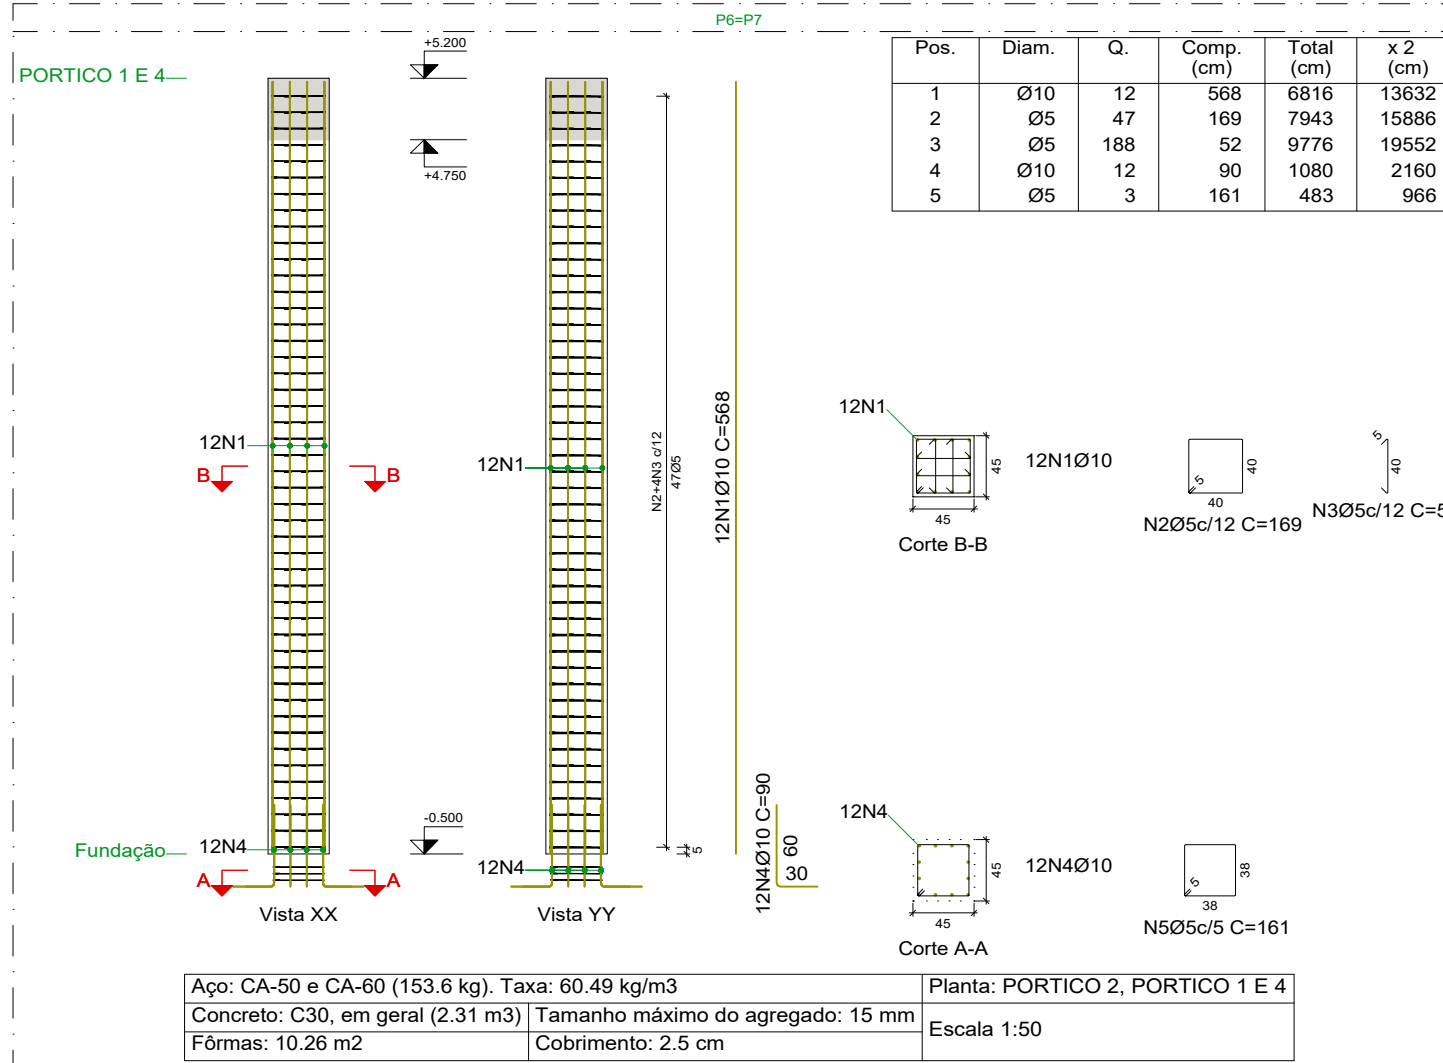 P6=P7
PORTICO 1 E 4
+5.200
+4.750
Pos. Diam. Q. Comp. (cm) Total (cm) x 2 (cm)
1 Ø10 12 568 6816 13632
2 Ø5 47 169 7943 15886
3 Ø5 188 52 9776 19552
4 Ø10 12 90 1080 2160
5 Ø5 3 161 483 966
12N1
B B
12N1
N2+4N3 c/12
47Ø5
12N1Ø10 C=568
12N1
45
45
12N1Ø10
Corte B-B
5
40
40
N2Ø5c/12 C=169
5
40
N3Ø5c/12 C=5
-0.500
Fundação
12N4
A A
12N4
5
Vista XX
Vista YY
12N4Ø10 C=90
60
30
12N4
45
45
12N4Ø10
Corte A-A
5
38
38
N5Ø5c/5 C=161
Aço: CA-50 e CA-60 (153.6 kg). Taxa: 60.49 kg/m3
Planta: PORTICO 2, PORTICO 1 E 4
Concreto: C30, em geral (2.31 m3)
Tamanho máximo do agregado: 15 mm
Escala 1:50
Fôrmas: 10.26 m2
Cobrimento: 2.5 cm